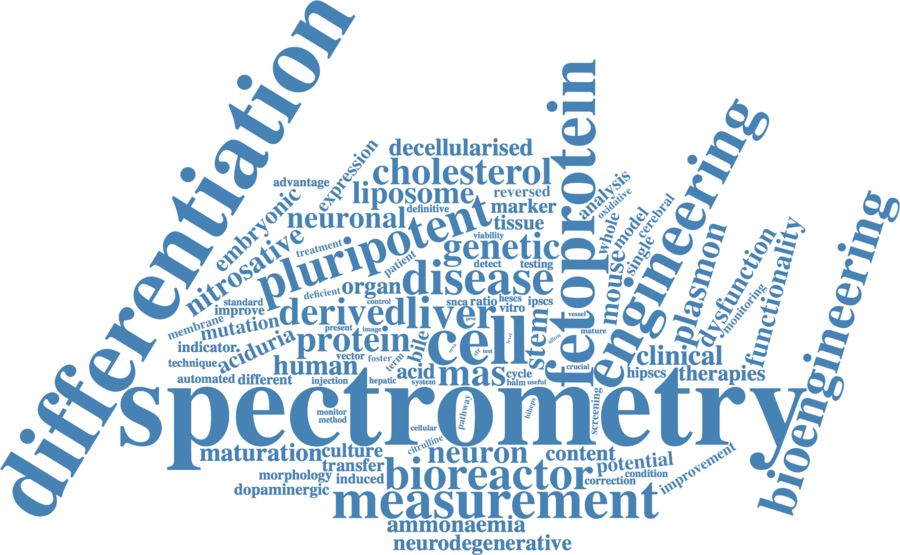 differentiation
spectrometry
fetoprotein
engineering
bioengineering
decellularised
cholesterol
expression
advantage
liposome
reversed
analysis
oxidative
embryonic
neuronal
definitive
marker
tissue
whole
model
cerebral
nitrosative
treatment
pluripotent
viability
genetic
single
mouse
plasmon
patient
detect
testing
disease
dysfunction
functionality
monitoring
standard
improve
deficient
organ
control
derived
liver
snca
ratio
hescs
ipscs
vitro
vessel
membrane
mutation
present
image
protein
cell
stem
mature
indicator
aciduria
bile
term
test
level
allow
clinical
technique
human
vector
foster
acid
mas
cycle
crucial
hipscs
therapies
automated
different
injection
hepatic
system
balm
useful
monitor
method
pathway
cellular
screening
citrulline
maturation
culture
neuron
content
transfer
morphology
induced
bioreactor
potential
condition
correction
improvement
dopaminergic
measurement
ammonaemia
neurodegenerative